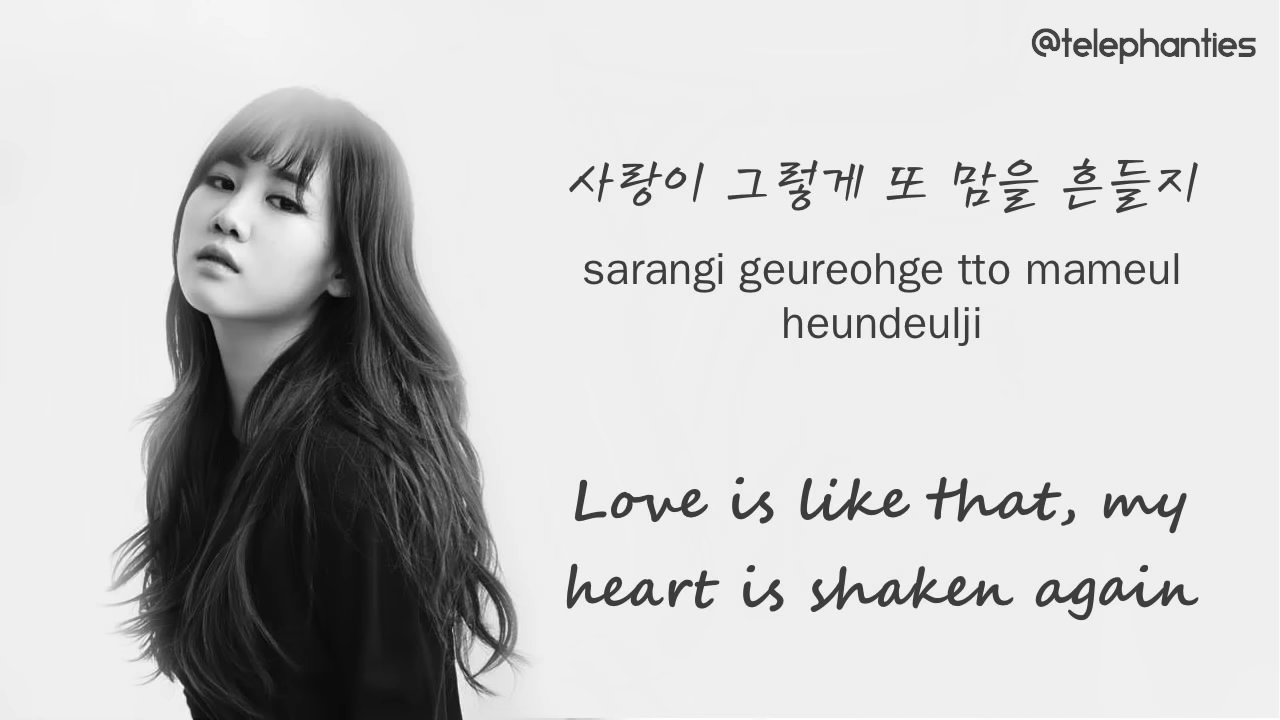 @telephanties
사랑이 그렇게 또 맘을 흔들지
sarangi geureohge tto mameul
heundeulji
Love is like that, my
heart is shaken again